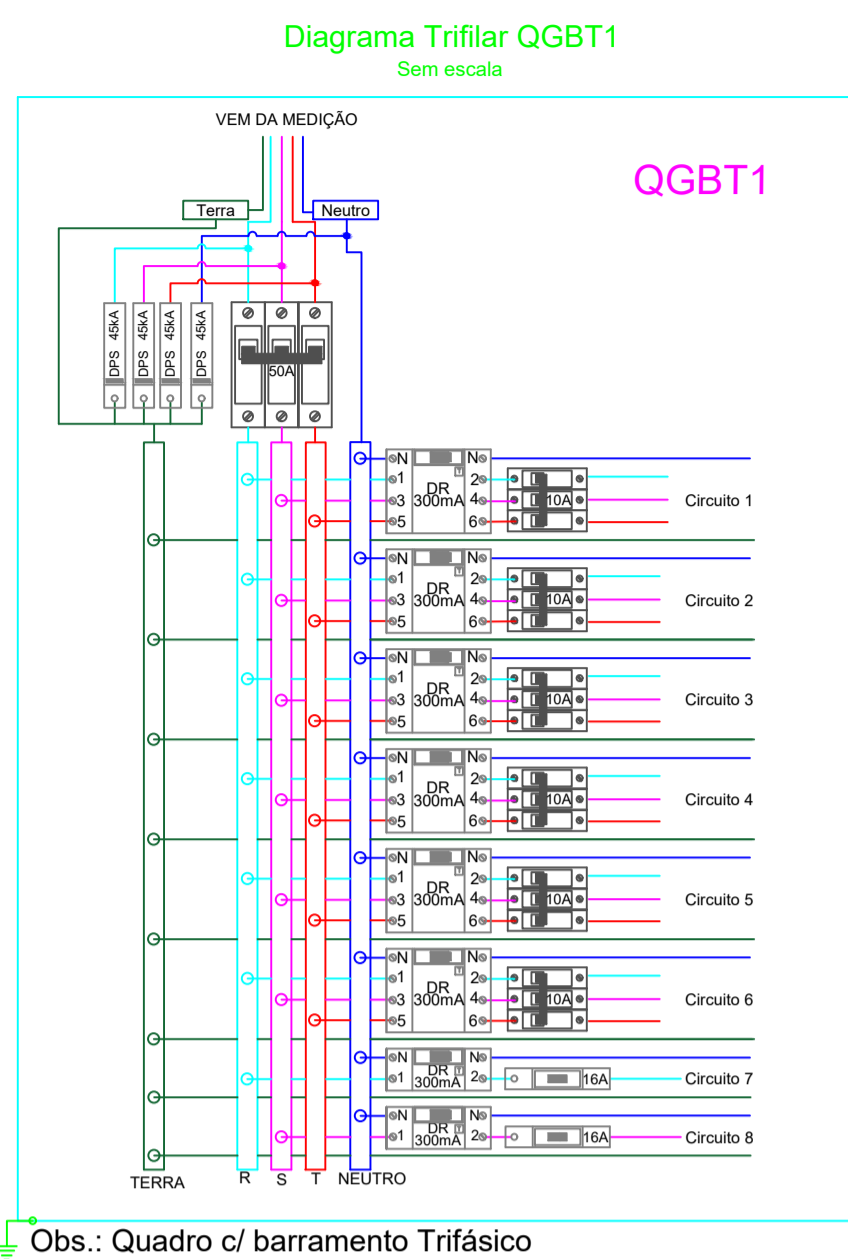 Diagrama Trifilar QGBT1
Sem escala
VEM DA MEDIÇÃO
QGBT1
Terra
Neutro
DPS 45kA
DPS 45kA
DPS 45kA
DPS 45kA
50A
N N
1 2
DR
300mA
3 4
5 6
T
10A
Circuito 1
N N
1 2
DR
300mA
3 4
5 6
T
10A
Circuito 2
N N
1 2
DR
300mA
3 4
5 6
T
10A
Circuito 3
N N
1 2
DR
300mA
3 4
5 6
T
10A
Circuito 4
N N
1 2
DR
300mA
3 4
5 6
T
10A
Circuito 5
N N
1 2
DR
300mA
3 4
5 6
T
10A
Circuito 6
N N
DR
300mA
T
1 2
16A
Circuito 7
N N
DR
300mA
T
1 2
16A
Circuito 8
TERRA R S T NEUTRO
Obs.: Quadro c/ barramento Trifásico